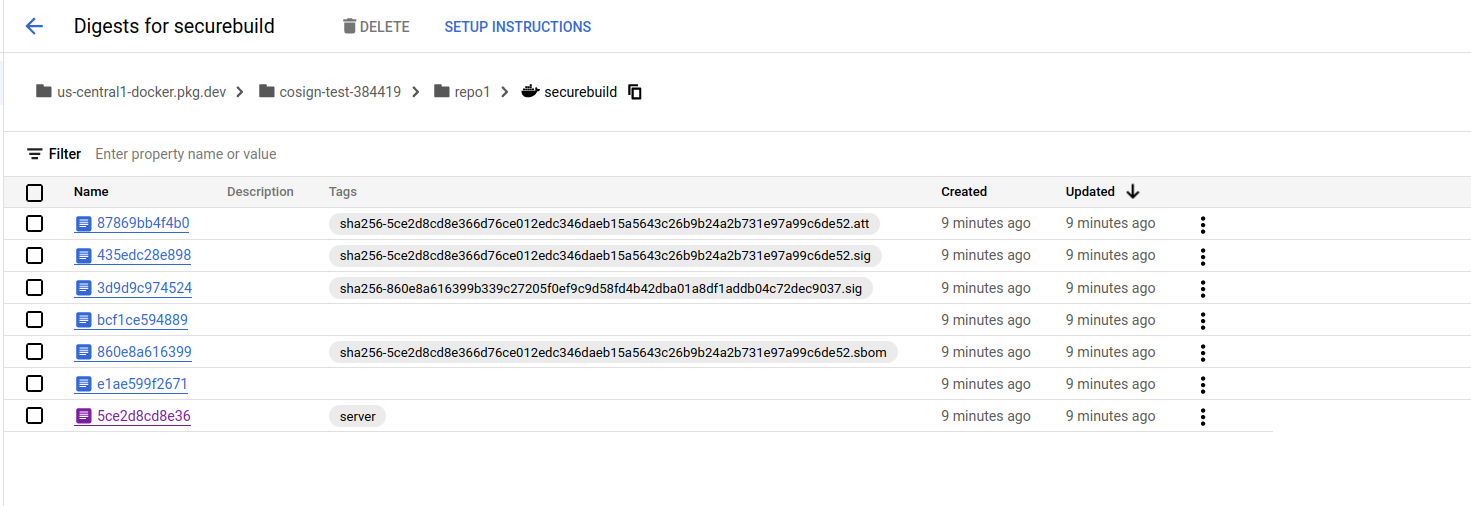 Digests for securebuild DELETE SETUP INSTRUCTIONS
us-central1-docker.pkg.dev cosign-test-384419 repo1 securebuild
Filter Enter property name or value
Name Description Tags Created Updated
87869bb4f4b0 sha256-5ce2d8cd8e366d76ce012edc346daeb15a5643c26b9b24a2b731e97a99c6de52.att 9 minutes ago 9 minutes ago
435edc28e898 sha256-5ce2d8cd8e366d76ce012edc346daeb15a5643c26b9b24a2b731e97a99c6de52.sig 9 minutes ago 9 minutes ago
3d9d9c974524 sha256-860e8a616399b339c27205f0ef9c9d58fd4b42dba01a8df1addb04c72dec9037.sig 9 minutes ago 9 minutes ago
bcf1ce594889 9 minutes ago 9 minutes ago
860e8a616399 sha256-5ce2d8cd8e366d76ce012edc346daeb15a5643c26b9b24a2b731e97a99c6de52.sbom 9 minutes ago 9 minutes ago
e1ae599f2671 9 minutes ago 9 minutes ago
5ce2d8cd8e36 server 9 minutes ago 9 minutes ago